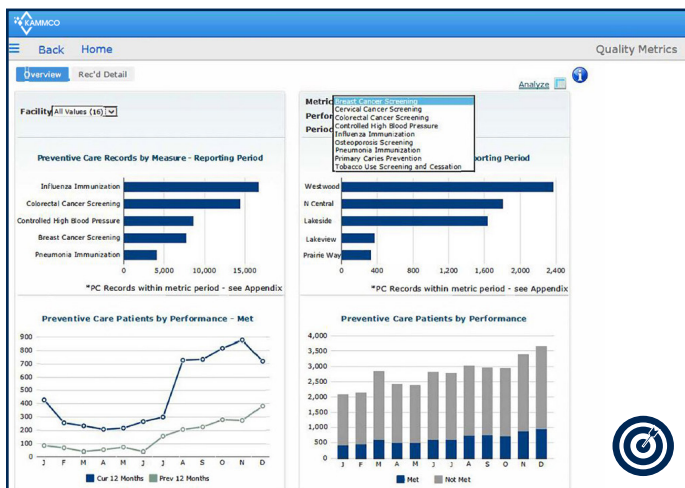 KAMMCO
Back Home Quality Metrics
Overview Rec'd Detail
Analyze
Facility All Values (16)
Metric Breast Cancer Screening
Cervical Cancer Screening
Perfor Colorectal Cancer Screening
Controlled High Blood Pressure
Period Influenza Immunization
Osteoporosis Screening
Pneumonia Immunization
Primary Caries Prevention
Tobacco Use Screening and Cessation
Preventive Care Records by Measure - Reporting Period
Influenza Immunization
Colorectal Cancer Screening
Controlled High Blood Pressure
Breast Cancer Screening
Pneumonia Immunization
0 5,000 10,000 15,000
*PC Records within metric period - see Appendix
orting Period
Westwood
N Central
Lakeside
Lakeview
Prairie Way
0 400 800 1,200 1,600 2,000 2,400
*PC Records within metric period - see Appendix
Preventive Care Patients by Performance - Met
900
800
700
600
500
400
300
200
100
0
J F M A M J J A S O N D
Cur 12 Months Prev 12 Months
Preventive Care Patients by Performance
4,000
3,500
3,000
2,500
2,000
1,500
1,000
500
0
J F M A M J J A S O N D
Met Not Met